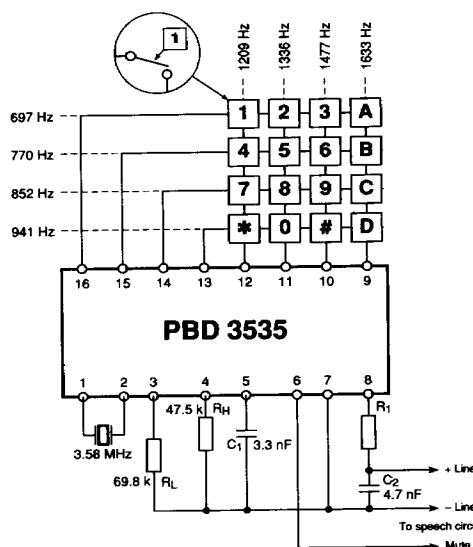 1
1209 Hz
1336 Hz
1477 Hz
1633 Hz
697 Hz
1 2 3 A
770 Hz
4 5 6 B
852 Hz
7 8 9 C
941 Hz
* 0 # D
16 15 14 13 12 11 10 9
PBD 3535
1 2 3 4 5 6 7 8
3.58 MHz
69.8 k RL
47.5 k RH
C1 3.3 nF
R1
C2
4.7 nF
+ Line
– Line
To speech circ
Mute